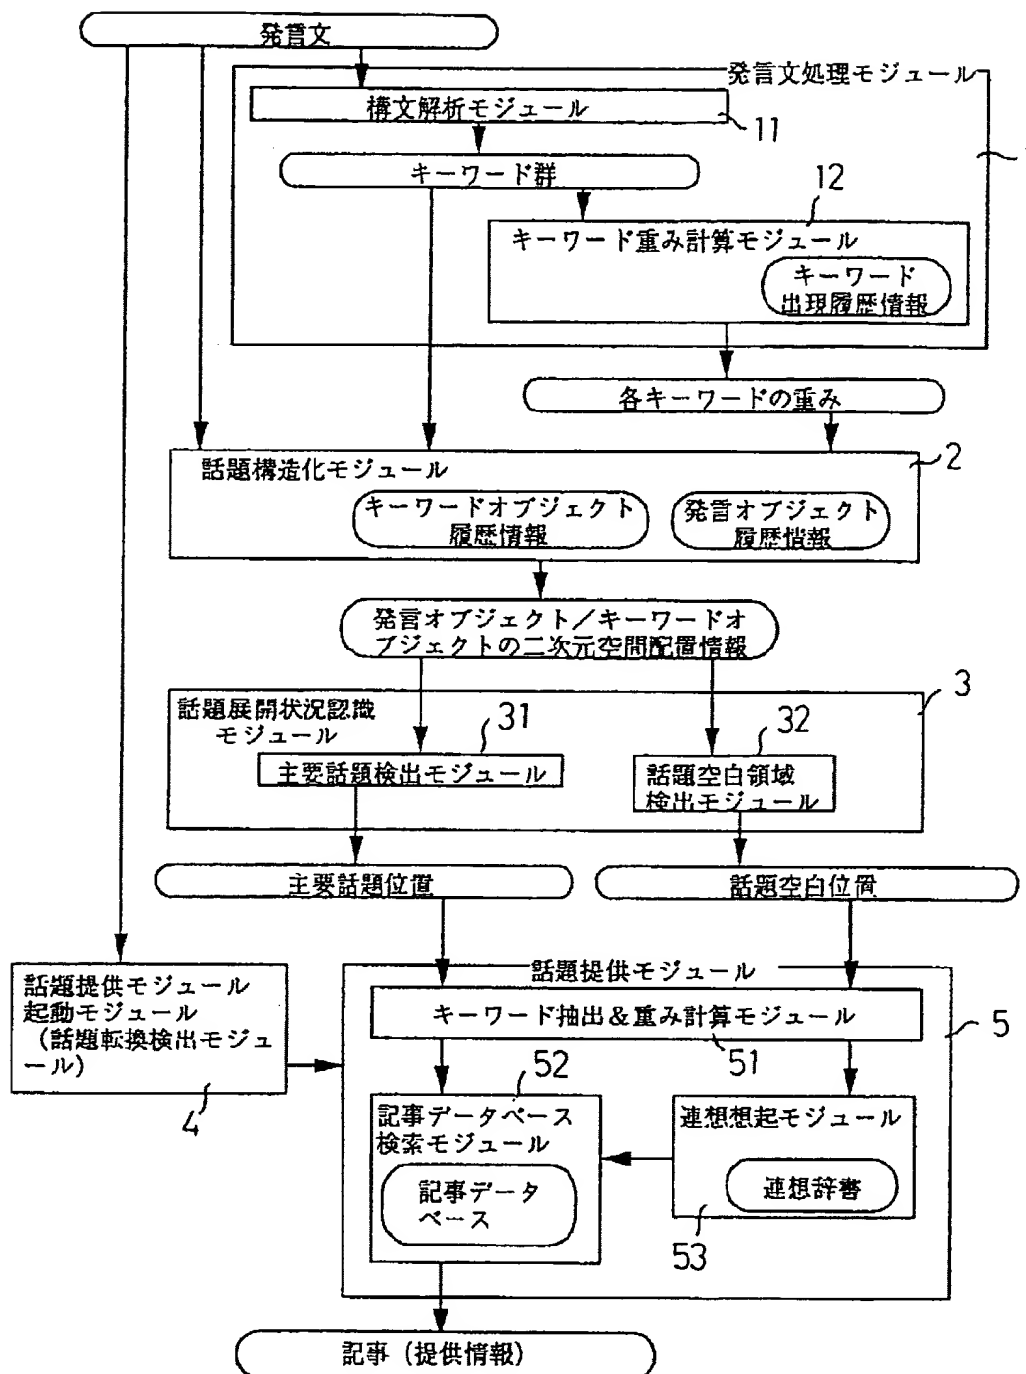 発言文
発言文処理モジュール
構文解析モジュール
11
キーワード群
12
キーワード重み計算モジュール
キーワード
出現履歴情報
各キーワードの重み
2
話題構造化モジュール
キーワードオブジェクト
履歴情報
発言オブジェクト
履歴情報
発言オブジェクト/キーワードオ
ブジェクトの二次元空間配置情報
3
話題展開状況認識
モジュール
31
主要話題検出モジュール
32
話題空白領域
検出モジュール
主要話題位置
話題空白位置
話題提供モジュール
起動モジュール
(話題転換検出モジュ
ール)
4
話題提供モジュール
5
キーワード抽出&重み計算モジュール
51
52
記事データベース
検索モジュール
記事データ
ベース
連想想起モジュール
連想辞書
53
記事(提供情報)